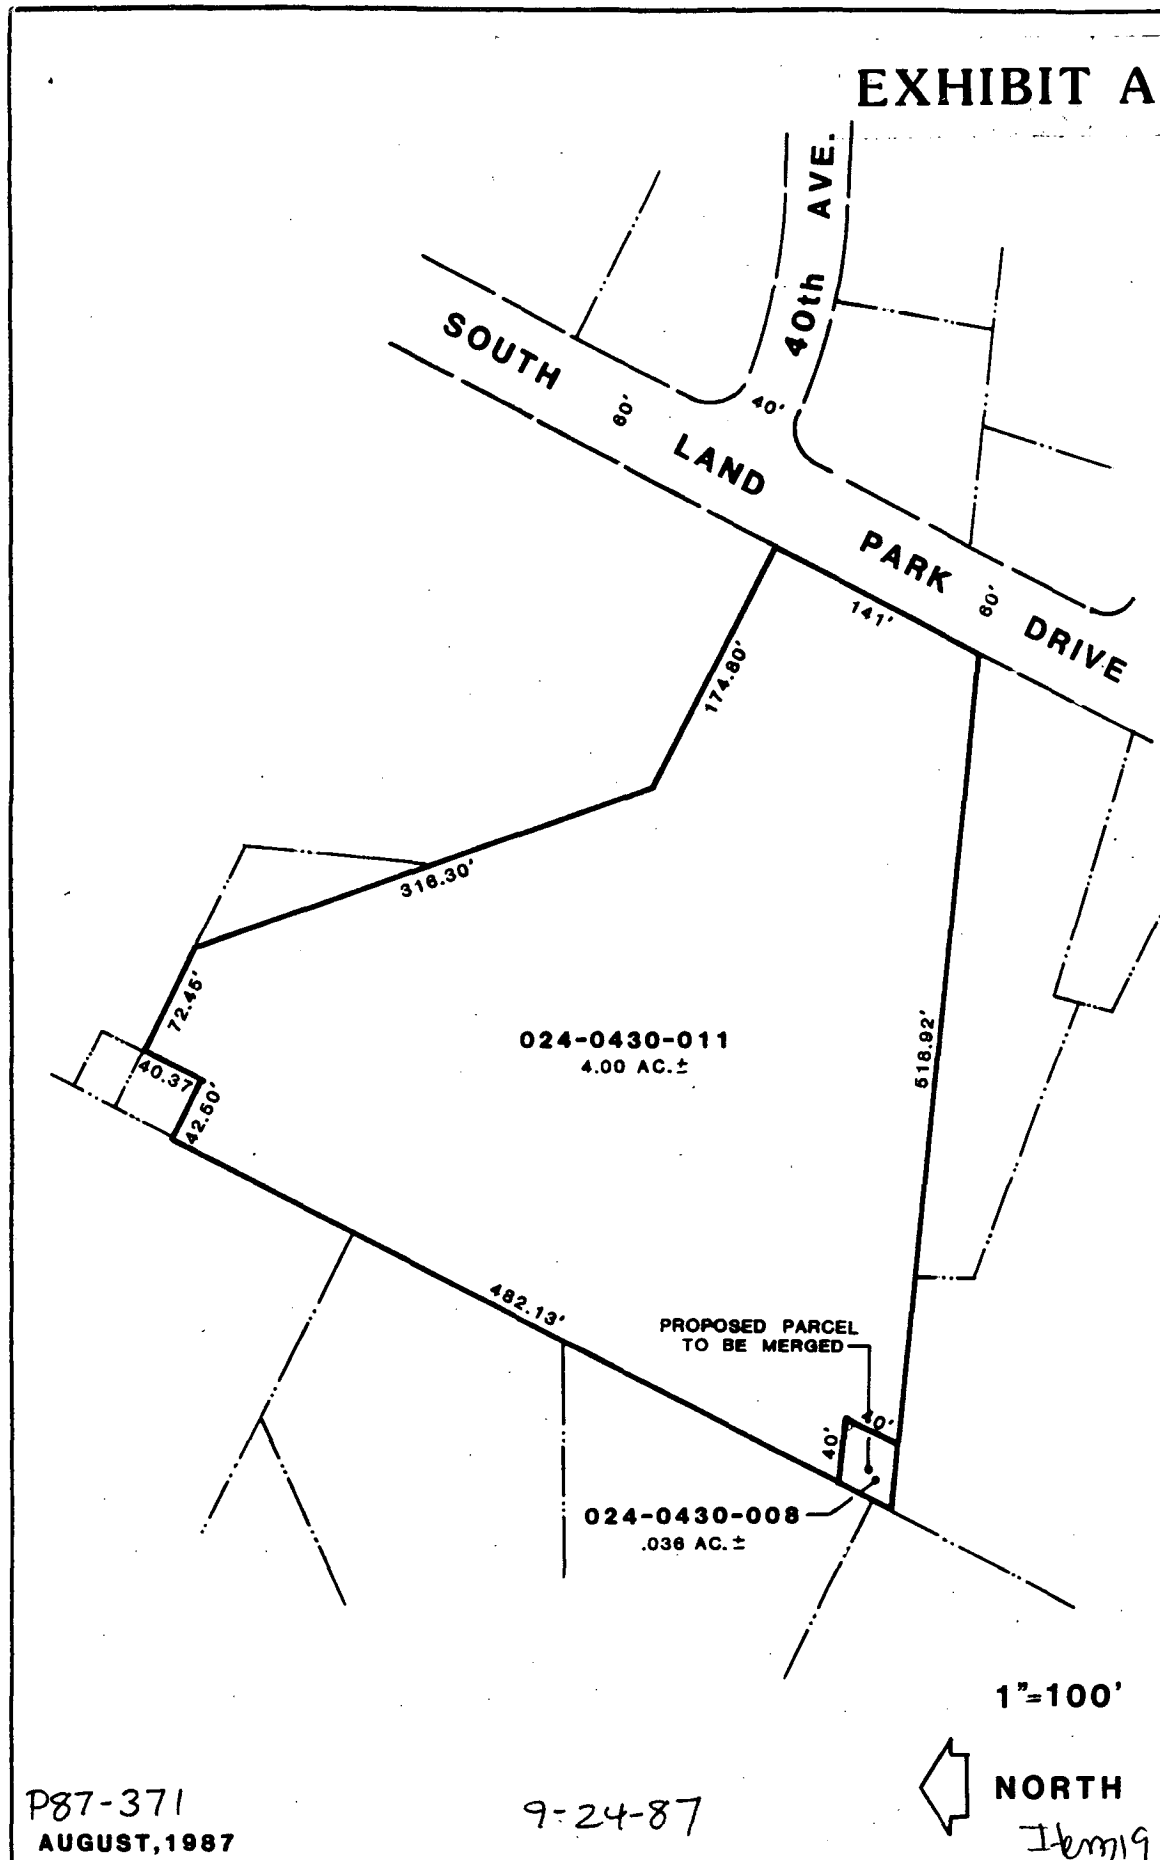 EXHIBIT A
40th AVE.
SOUTH LAND PARK DRIVE
60'
40'
60'
141'
174.80'
316.30'
72.45'
40.37'
42.50'
024-0430-011
4.00 AC.±
518.92'
482.13'
PROPOSED PARCEL
TO BE MERGED
40'
40'
024-0430-008
.036 AC.±
1"=100'
NORTH
P87-371
9-24-87
AUGUST,1987
Item19